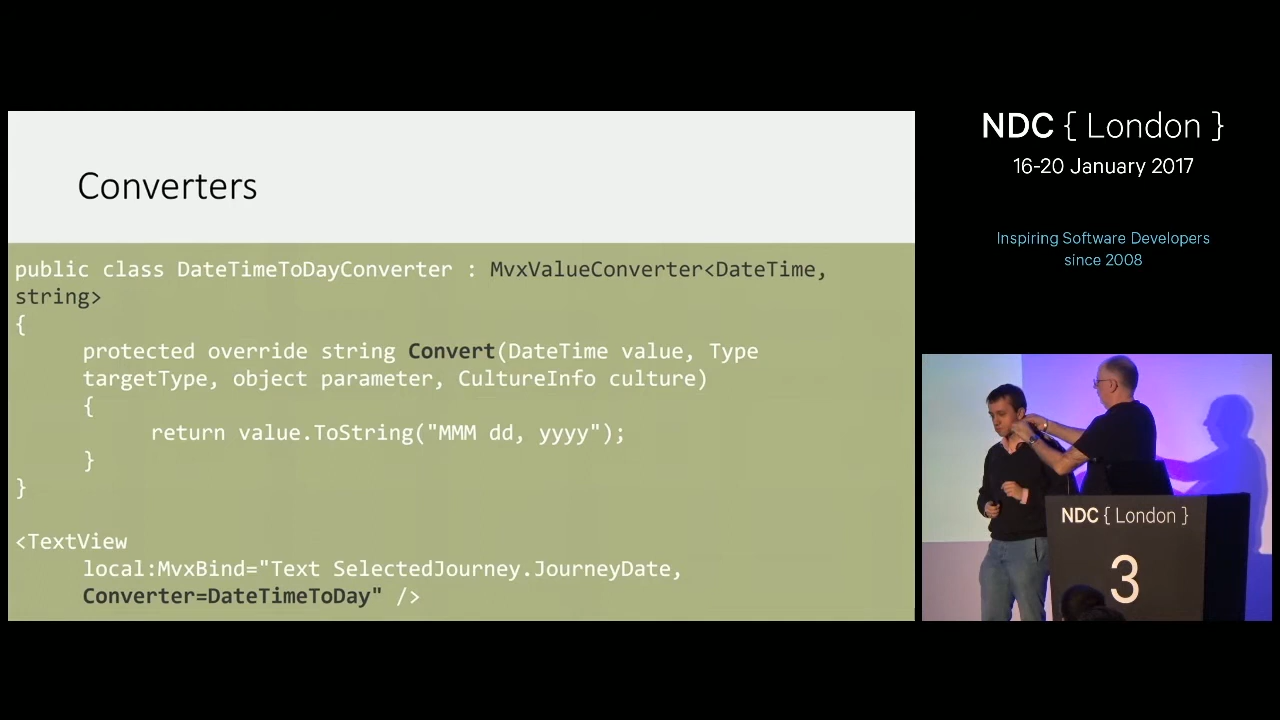 Converters
public class DateTimeToDayConverter : MvxValueConverter<DateTime,
string>
{
protected override string Convert(DateTime value, Type
targetType, object parameter, CultureInfo culture)
{
return value.ToString("MMM dd, yyyy");
}
}
<TextView
local:MvxBind="Text SelectedJourney.JourneyDate,
Converter=DateTimeToDay" />
NDC { London }
16-20 January 2017
Inspiring Software Developers
since 2008
NDC { London }
3